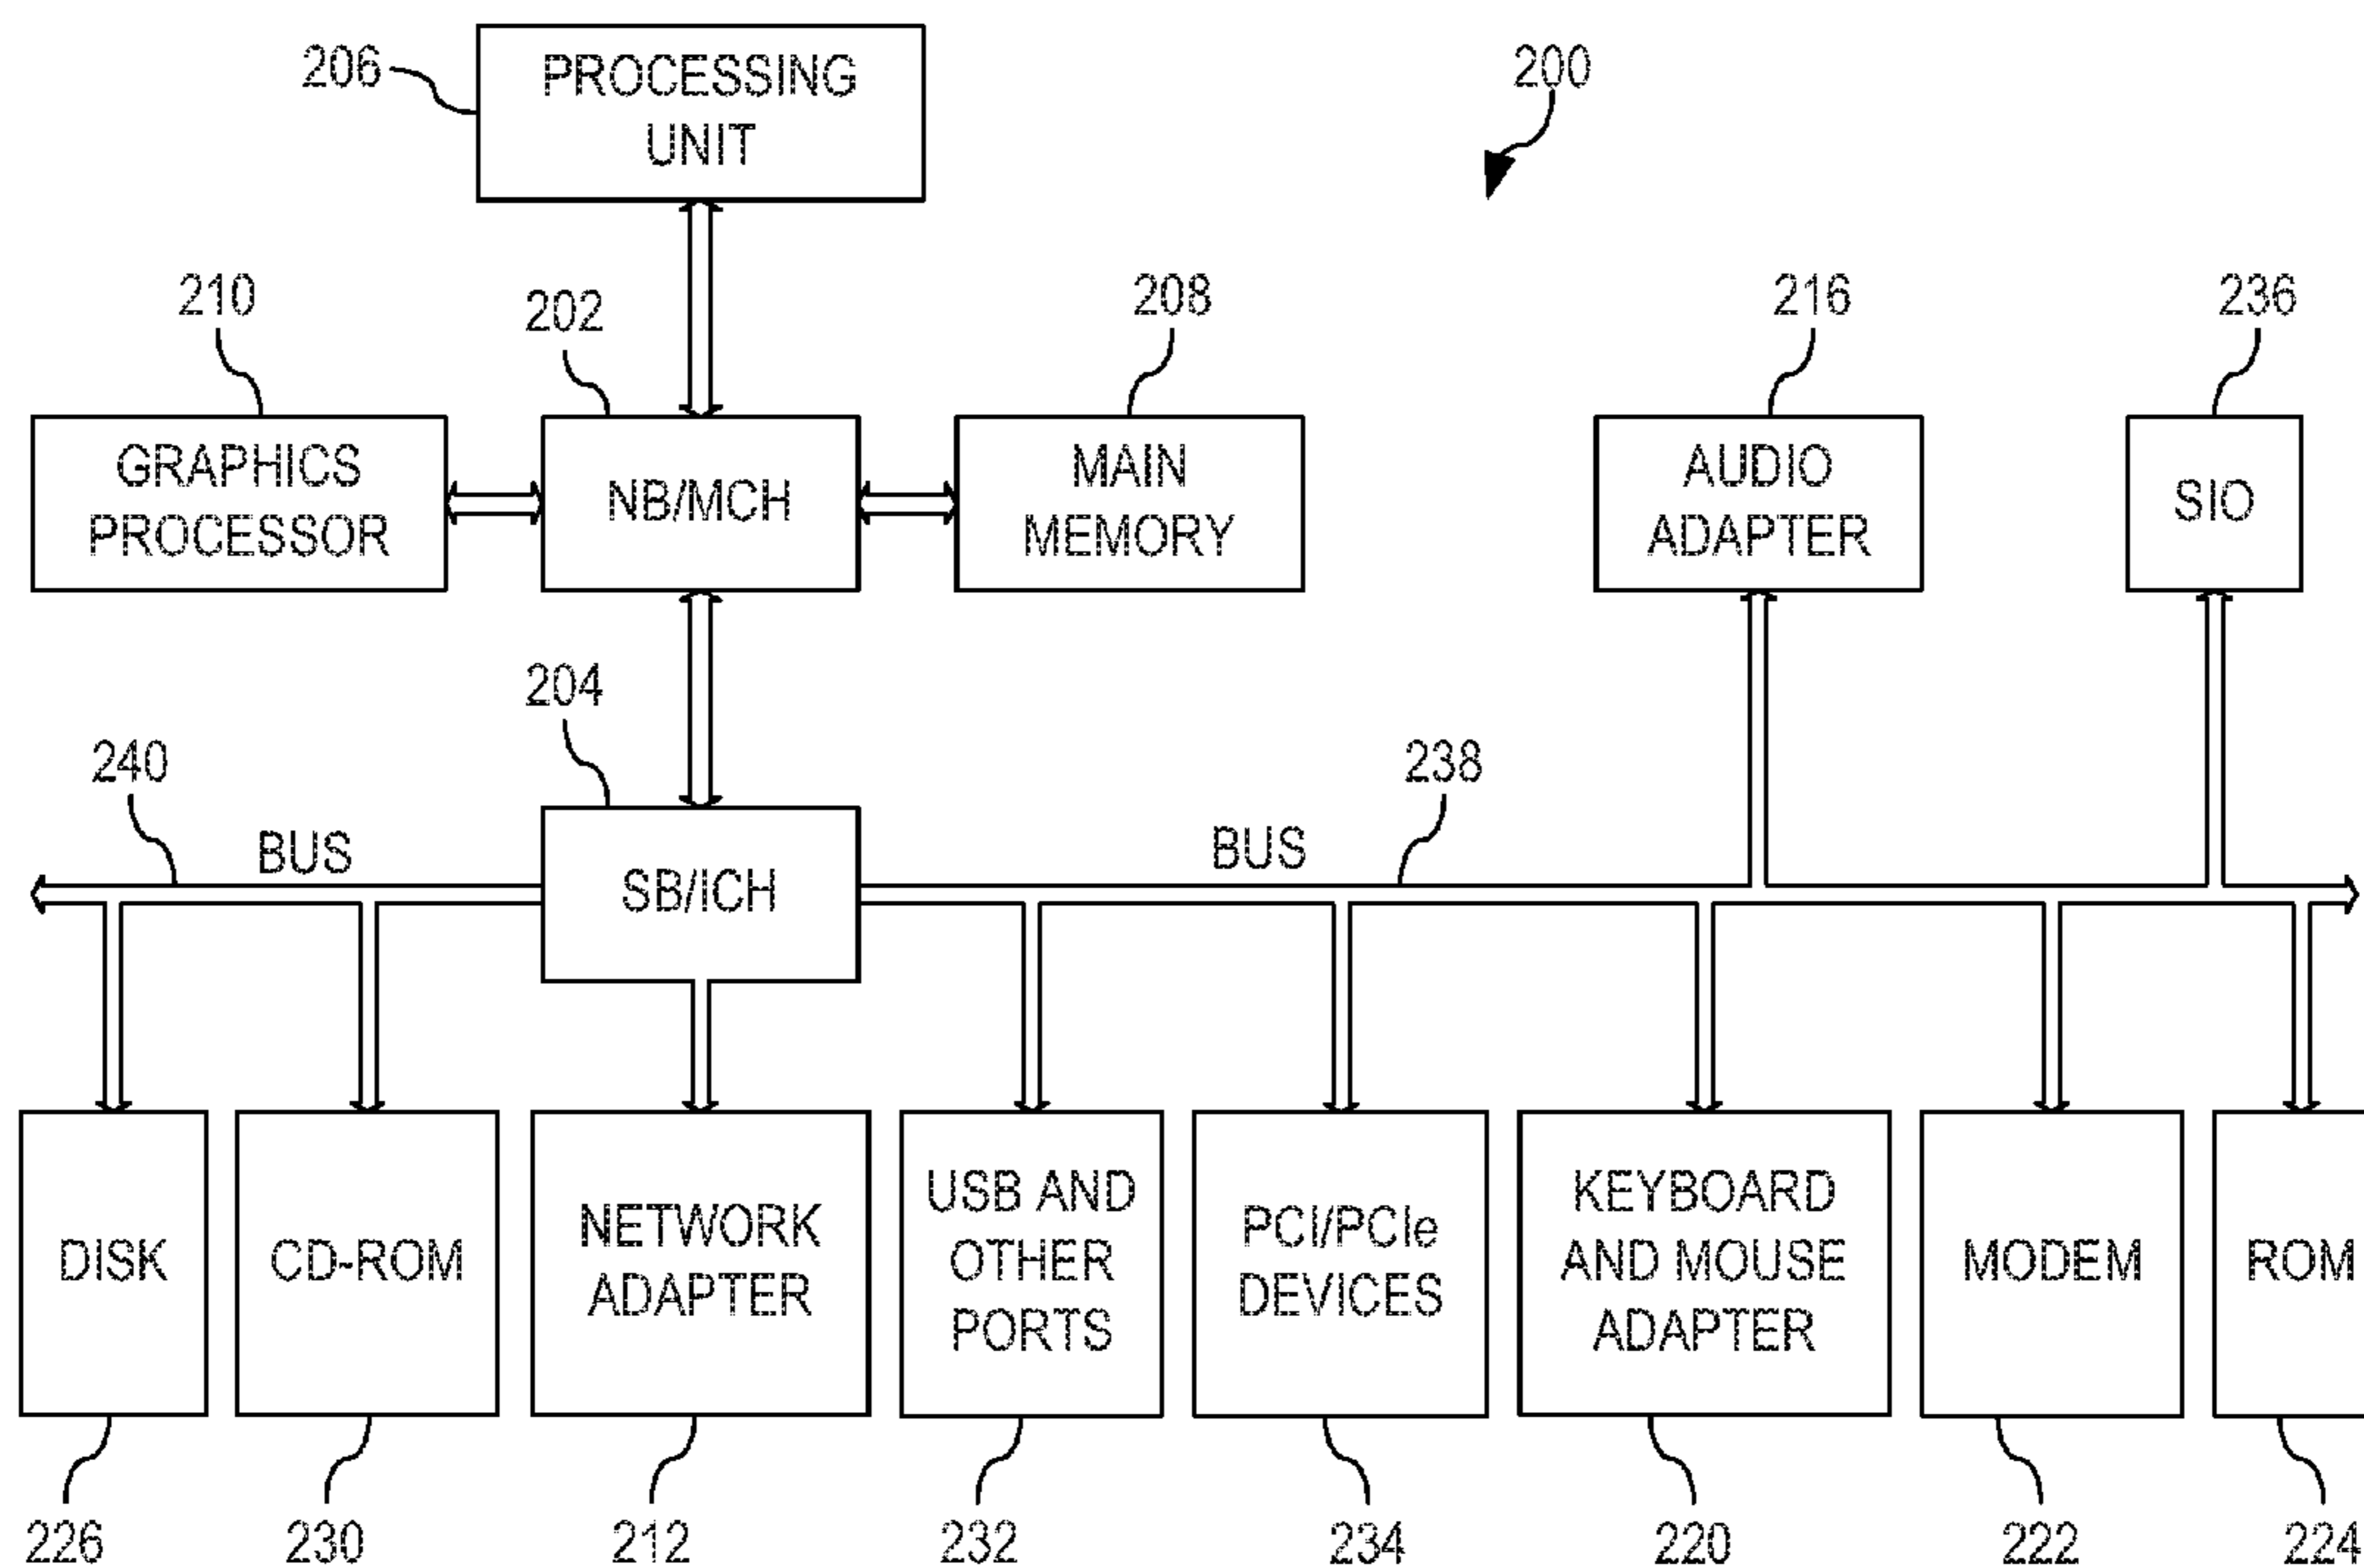 206
PROCESSING
UNIT
200
210
202
208
216
236
GRAPHICS
PROCESSOR
NB/MCH
MAIN
MEMORY
AUDIO
ADAPTER
SIO
204
240
238
BUS
BUS
SB/ICH
DISK
CD-ROM
NETWORK
ADAPTER
USB AND
OTHER
PORTS
PCI/PCIe
DEVICES
KEYBOARD
AND MOUSE
ADAPTER
MODEM
ROM
226
230
212
232
234
220
222
224